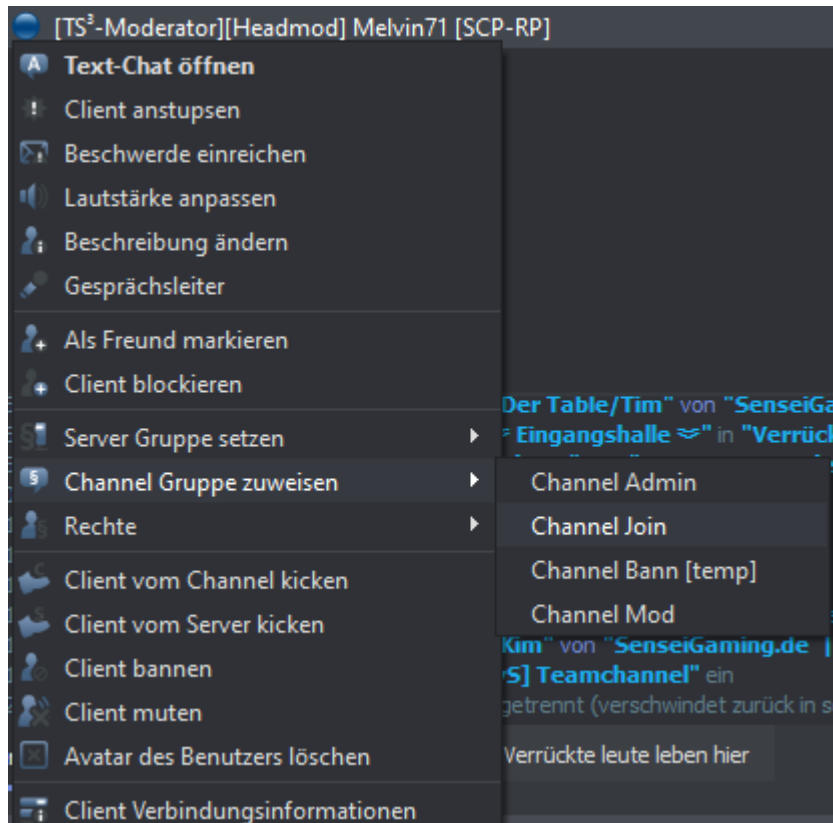 [TS³-Moderator][Headmod] Melvin71 [SCP-RP]
Text-Chat öffnen
Client anstupsen
Beschwerde einreichen
Lautstärke anpassen
Beschreibung ändern
Gesprächsleiter
Als Freund markieren
Client blockieren
Der Table/Tim" von "SenseiGa
Server Gruppe setzen
Eingangshalle ⌣" in "Verrück
Channel Gruppe zuweisen
Channel Admin
Rechte
Channel Join
Channel Bann [temp]
Client vom Channel kicken
Channel Mod
Client vom Server kicken
Kim" von "SenseiGaming.de |
Client bannen
S] Teamchannel" ein
Client muten
getrennt (verschwindet zurück in s
Avatar des Benutzers löschen
Verrückte leute leben hier
Client Verbindungsinformationen